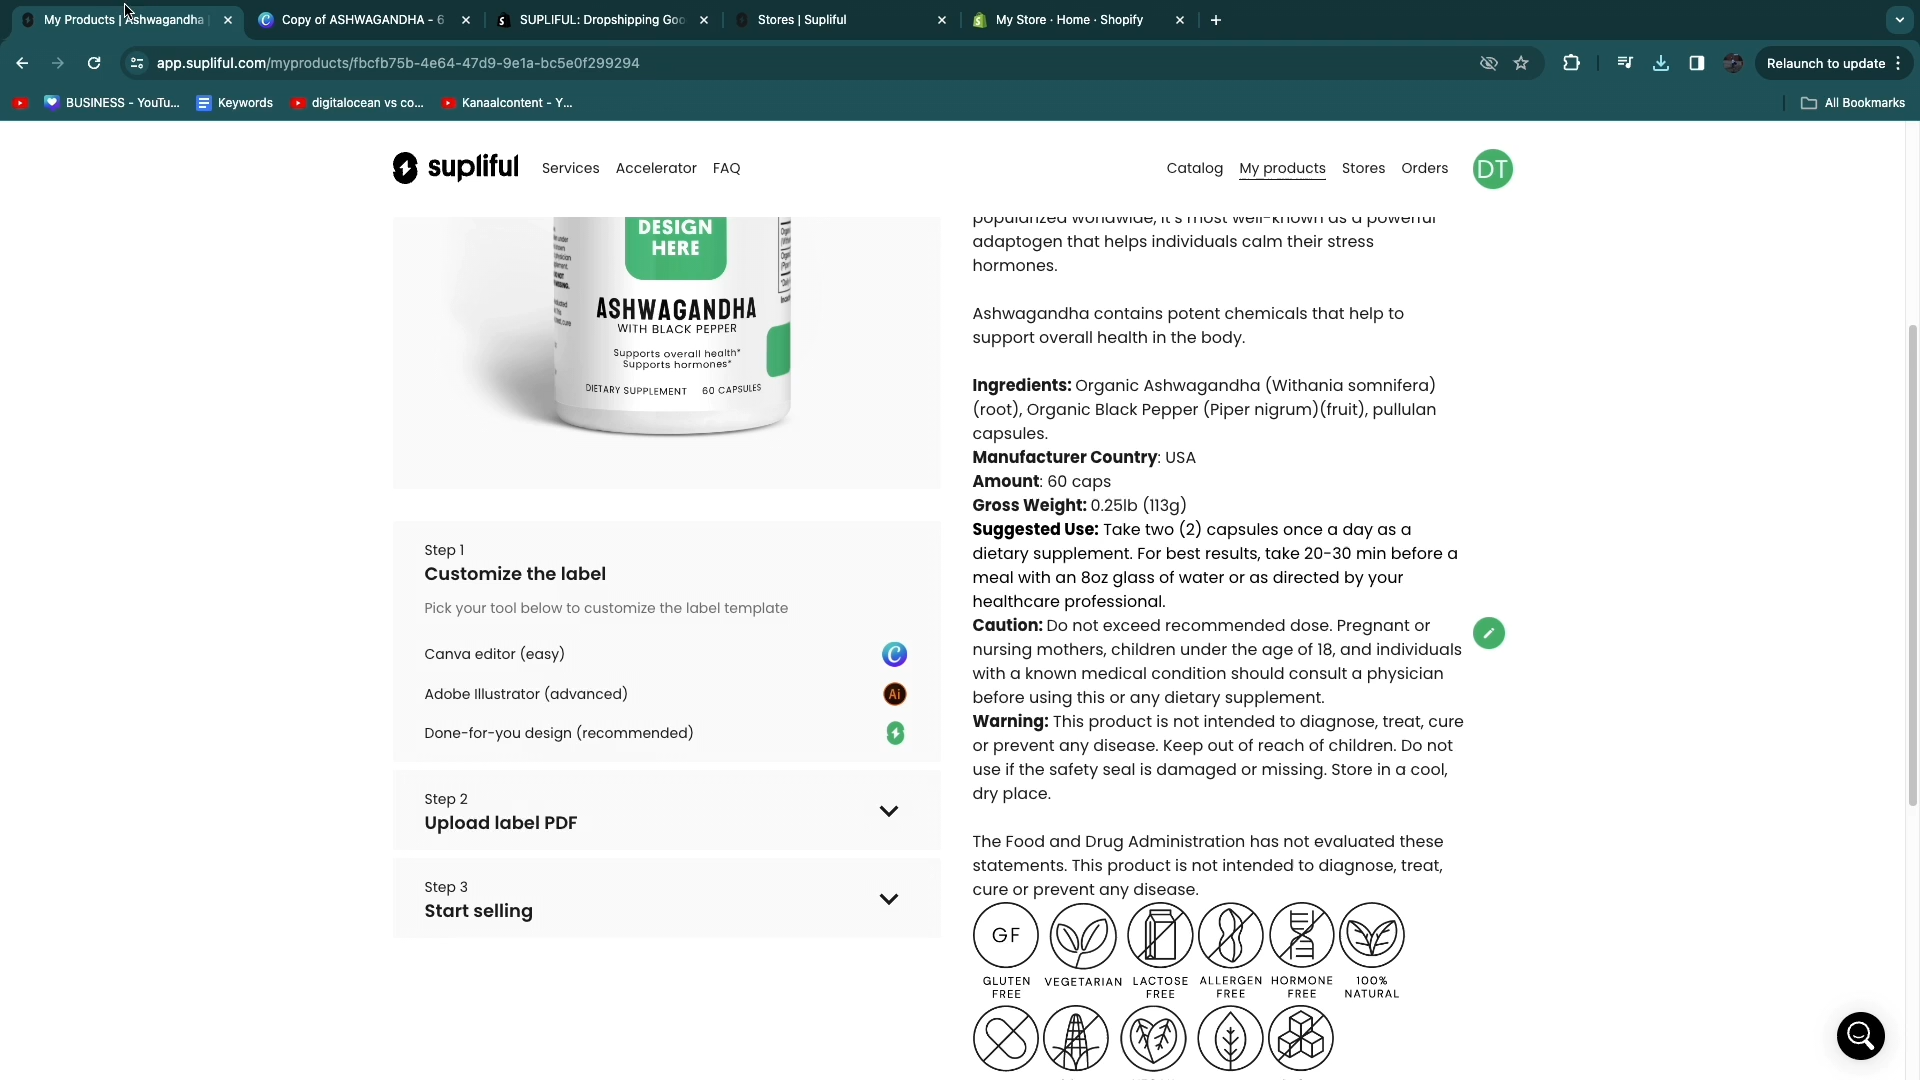 My Products | Ashwagandha
Copy of ASHWAGANDHA - 6
SUPLIFUL: Dropshipping Goo
Stores | Supliful
My Store · Home · Shopify
app.supliful.com/myproducts/fbcfb75b-4e64-47d9-9e1a-bc5e0f299294
Relaunch to update
BUSINESS - YouTu...
Keywords
digitalocean vs co...
Kanaalcontent - Y...
All Bookmarks
supliful
Services
Accelerator
FAQ
Catalog
My products
Stores
Orders
DT
DESIGN
HERE
ASHWAGANDHA
WITH BLACK PEPPER
Supports overall health*
Supports hormones*
DIETARY SUPPLEMENT 60 CAPSULES
Step 1
Customize the label
Pick your tool below to customize the label template
Canva editor (easy)
Adobe Illustrator (advanced)
Ai
Done-for-you design (recommended)
Step 2
Upload label PDF
Step 3
Start selling
popularized worldwide, it's most well-known as a powerful
adaptogen that helps individuals calm their stress
hormones.
Ashwagandha contains potent chemicals that help to
support overall health in the body.
Ingredients: Organic Ashwagandha (Withania somnifera)
(root), Organic Black Pepper (Piper nigrum)(fruit), pullulan
capsules.
Manufacturer Country: USA
Amount: 60 caps
Gross Weight: 0.25lb (113g)
Suggested Use: Take two (2) capsules once a day as a
dietary supplement. For best results, take 20-30 min before a
meal with an 8oz glass of water or as directed by your
healthcare professional.
Caution: Do not exceed recommended dose. Pregnant or
nursing mothers, children under the age of 18, and individuals
with a known medical condition should consult a physician
before using this or any dietary supplement.
Warning: This product is not intended to diagnose, treat, cure
or prevent any disease. Keep out of reach of children. Do not
use if the safety seal is damaged or missing. Store in a cool,
dry place.
The Food and Drug Administration has not evaluated these
statements. This product is not intended to diagnose, treat,
cure or prevent any disease.
GF
GLUTEN
FREE
VEGETARIAN
LACTOSE
FREE
ALLERGEN
FREE
HORMONE
FREE
100%
NATURAL